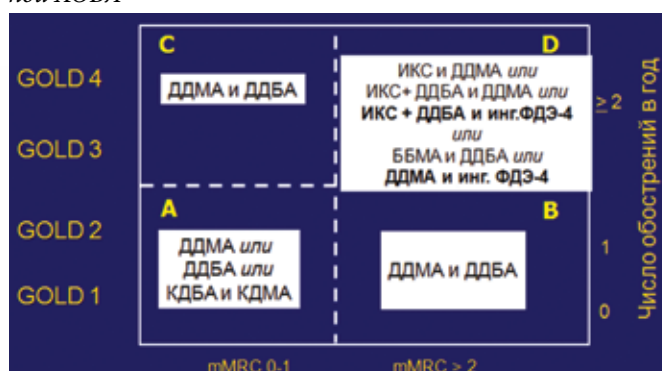 при ХОБЛ
C
D
GOLD 4
ДДМА и ДДБА
ИКС и ДДМА или
ИКС+ ДДБА и ДДМА или
ИКС + ДДБА и инг.ФДЭ-4
или
ББМА и ДДБА или
ДДМА и инг. ФДЭ-4
≥ 2
GOLD 3
A
B
GOLD 2
ДДМА или
ДДБА или
КДБА и КДМА
ДДМА и ДДБА
1
GOLD 1
0
Число обострений в год
mMRC 0-1
mMRC > 2